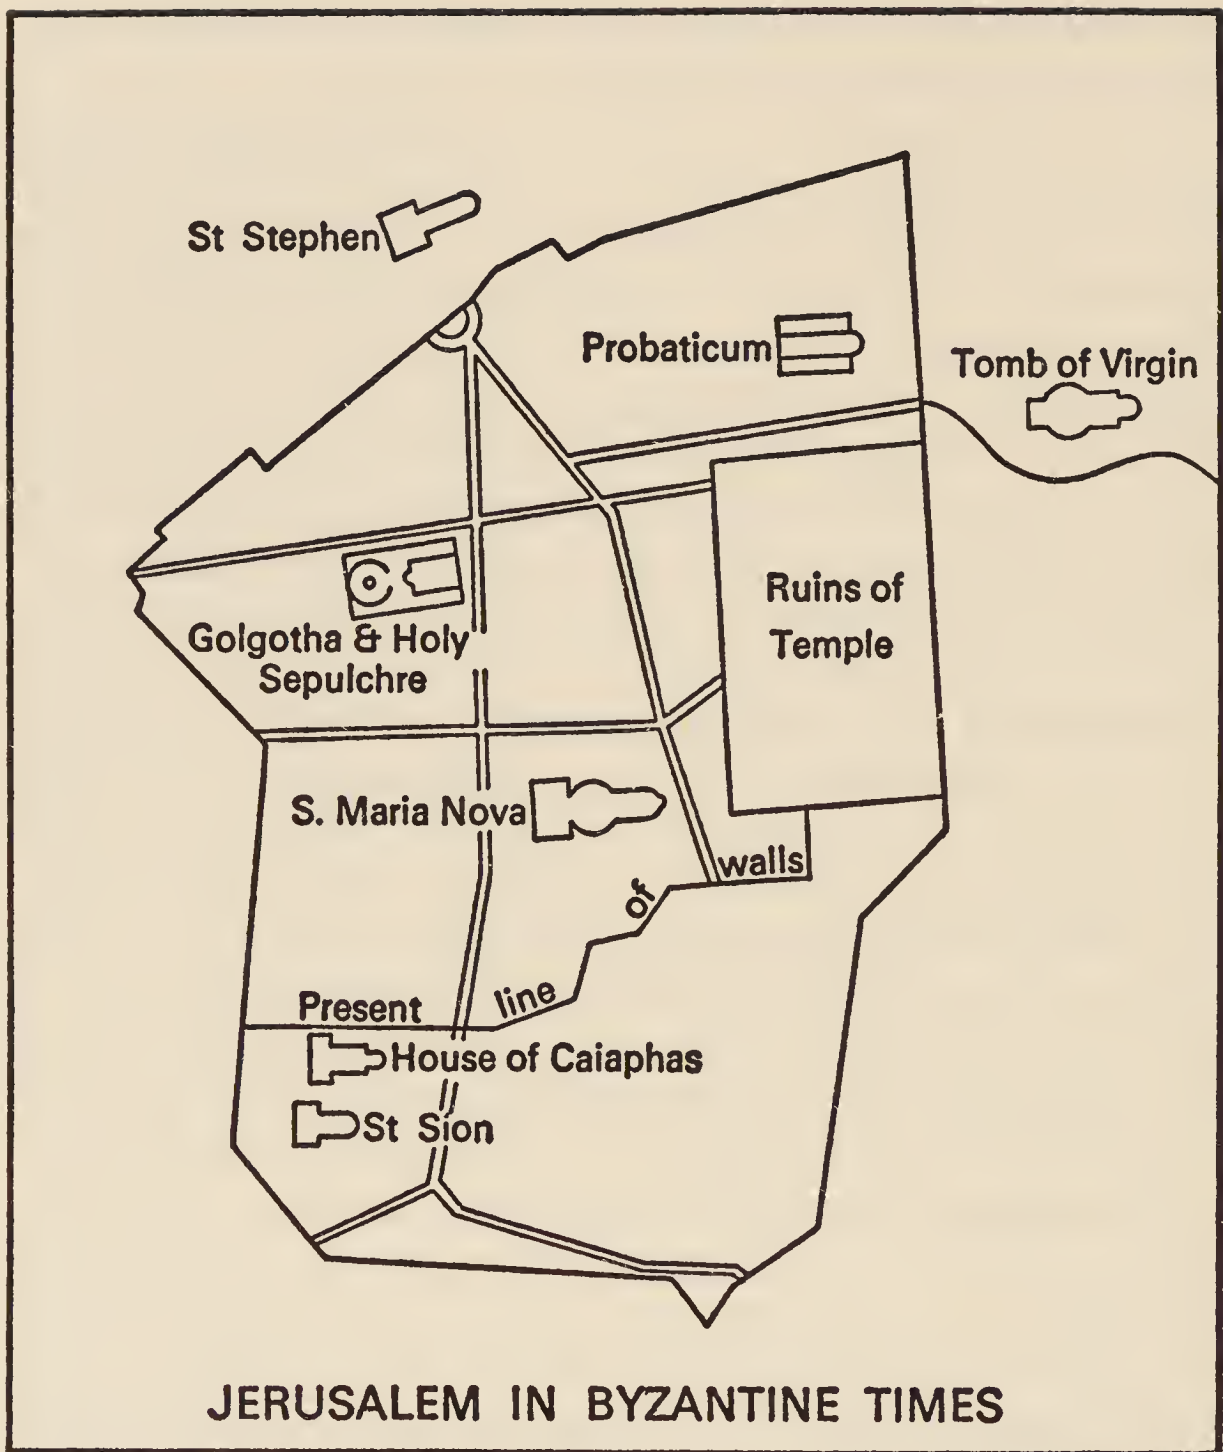 St Stephen
Probaticum
Tomb of Virgin
Ruins of
Temple
Golgotha & Holy
Sepulchre
S. Maria Nova
Present line of walls
House of Caiaphas
St Sion
JERUSALEM IN BYZANTINE TIMES